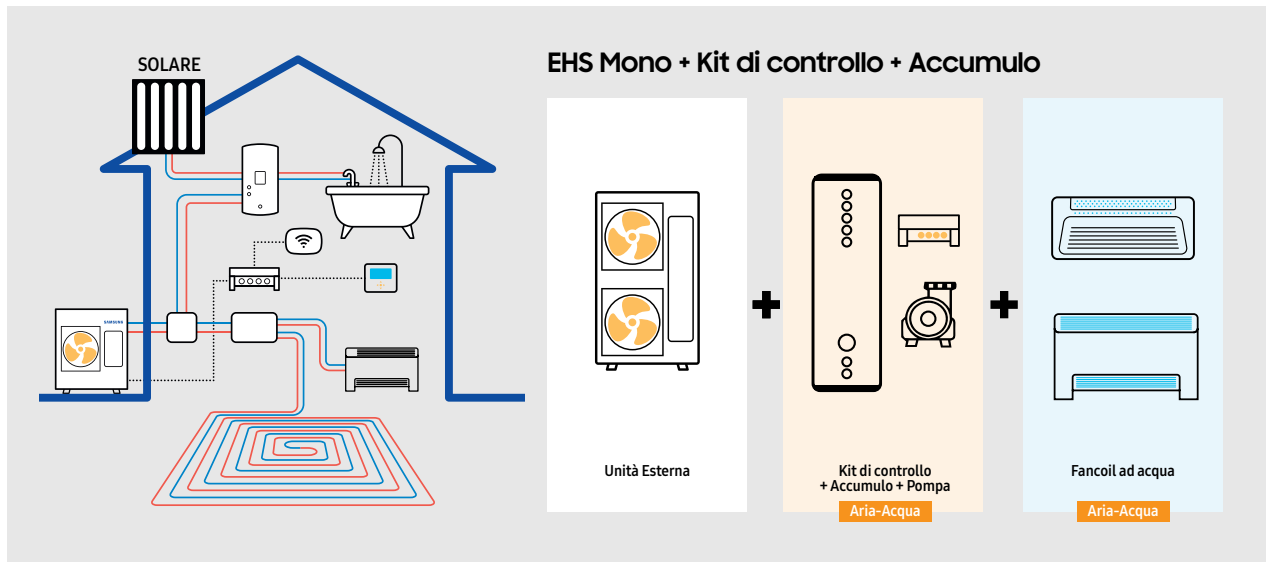 SOLARE
EHS Mono + Kit di controllo + Accumulo
SAMSUNG
Unità Esterna
Kit di controllo
+ Accumulo + Pompa
Aria-Acqua
Fancoil ad acqua
Aria-Acqua